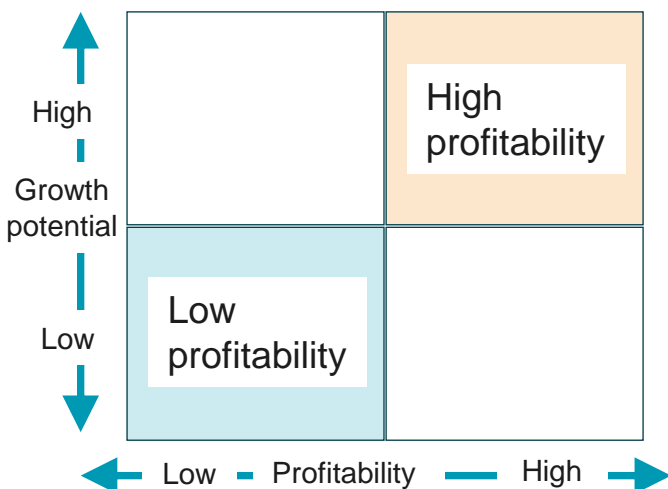 High
Growth
potential
Low
High
profitability
Low
profitability
Low Profitability High